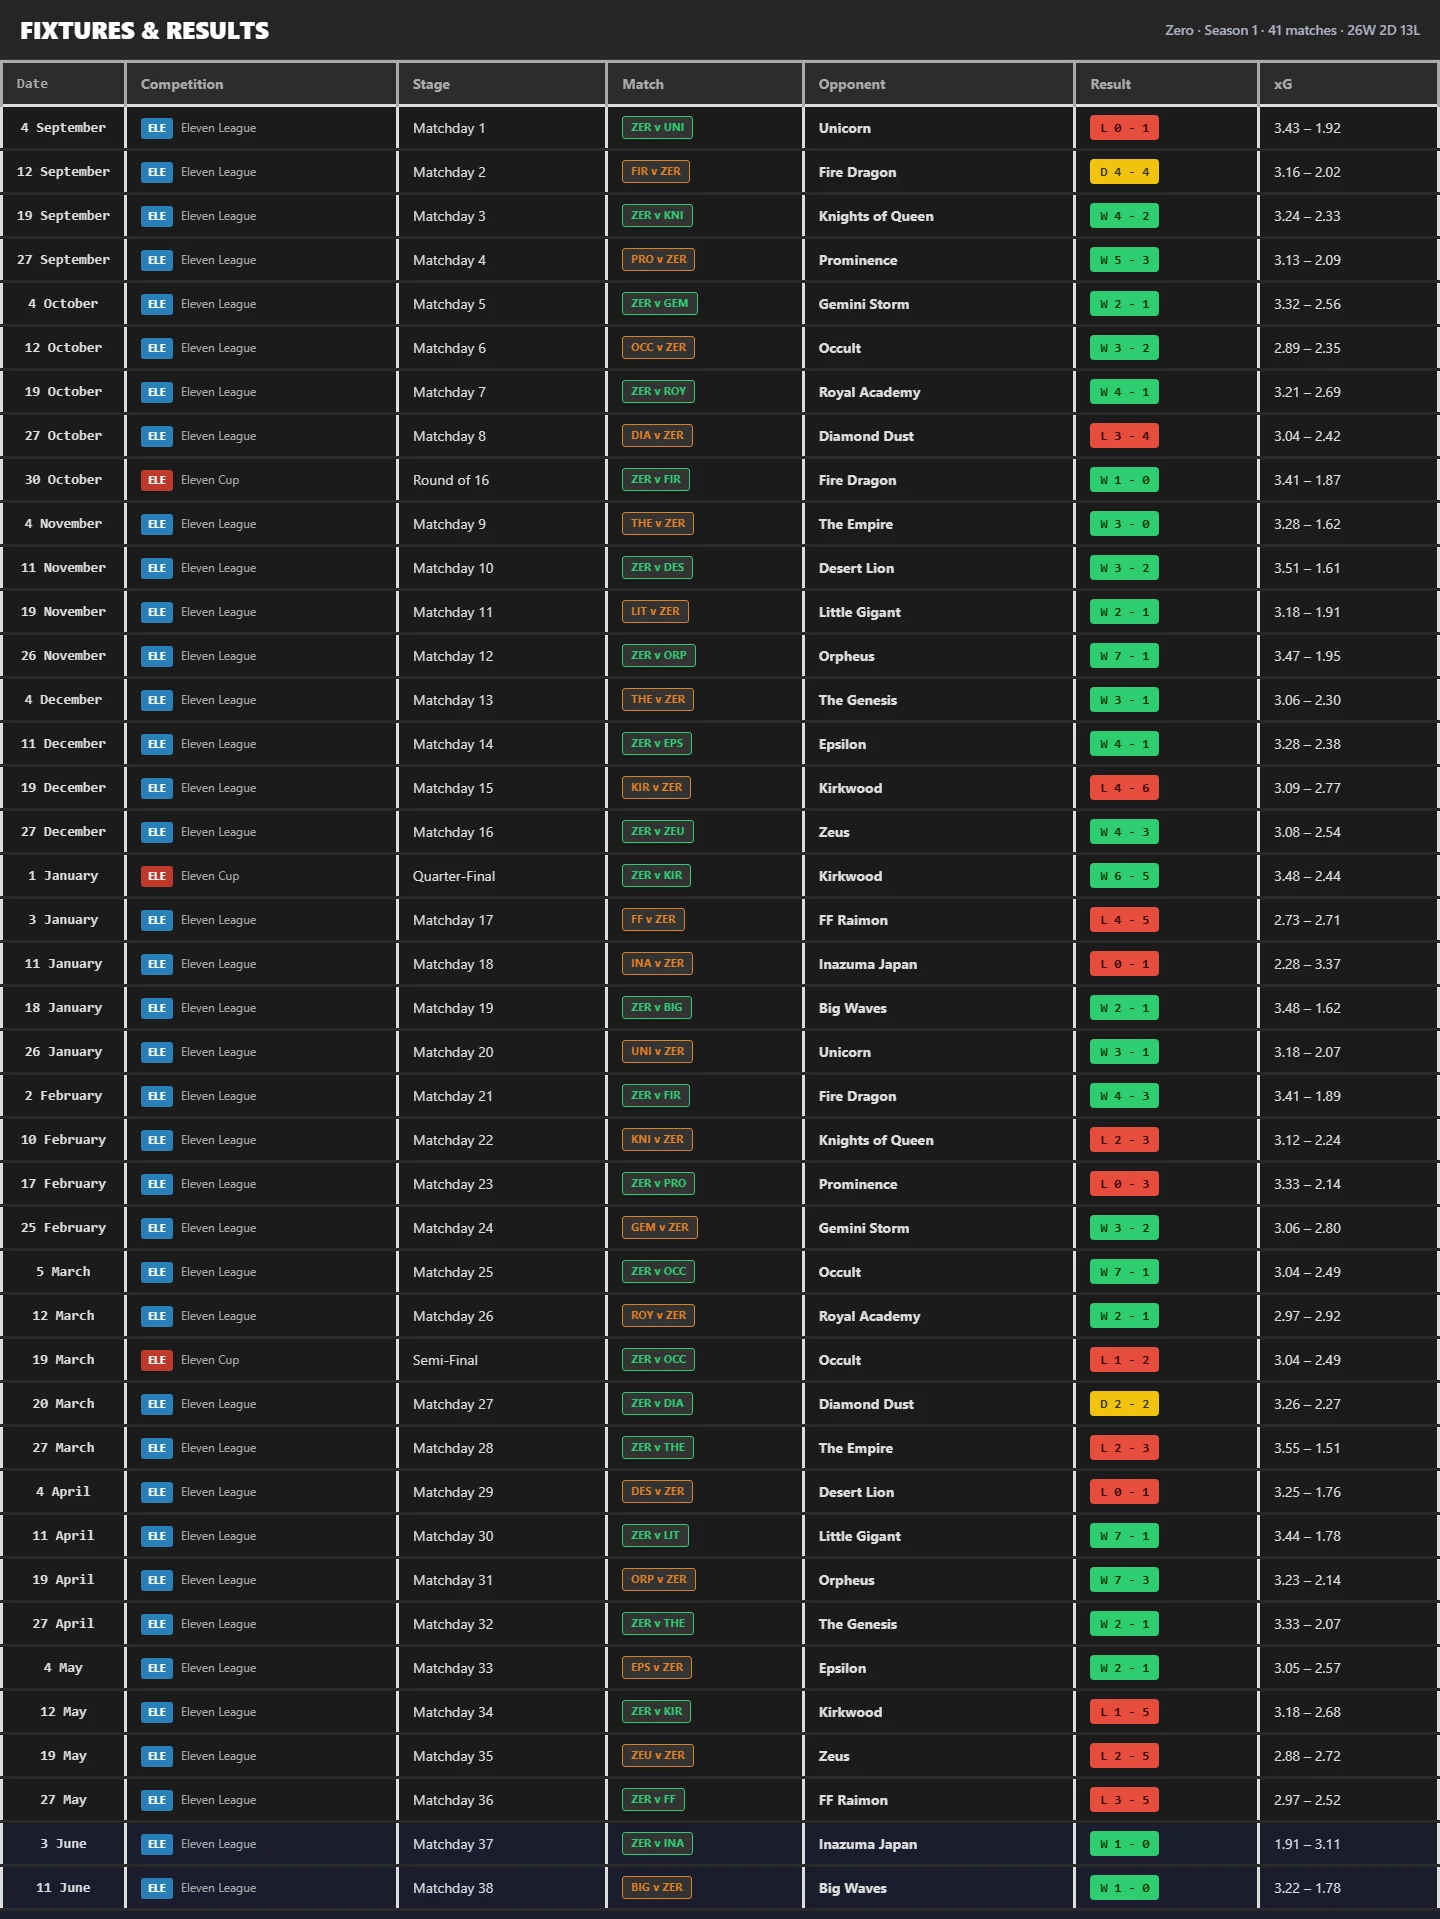 FIXTURES & RESULTS
Zero · Season 1 · 41 matches · 26W 2D 13L
Date Competition Stage Match Opponent Result xG
4 September ELE Eleven League Matchday 1 ZER v UNI Unicorn L 0 - 1 3.43 – 1.92
12 September ELE Eleven League Matchday 2 FIR v ZER Fire Dragon D 4 - 4 3.16 – 2.02
19 September ELE Eleven League Matchday 3 ZER v KNI Knights of Queen W 4 - 2 3.24 – 2.33
27 September ELE Eleven League Matchday 4 PRO v ZER Prominence W 5 - 3 3.13 – 2.09
4 October ELE Eleven League Matchday 5 ZER v GEM Gemini Storm W 2 - 1 3.32 – 2.56
12 October ELE Eleven League Matchday 6 OCC v ZER Occult W 3 - 2 2.89 – 2.35
19 October ELE Eleven League Matchday 7 ZER v ROY Royal Academy W 4 - 1 3.21 – 2.69
27 October ELE Eleven League Matchday 8 DIA v ZER Diamond Dust L 3 - 4 3.04 – 2.42
30 October ELE Eleven Cup Round of 16 ZER v FIR Fire Dragon W 1 - 0 3.41 – 1.87
4 November ELE Eleven League Matchday 9 THE v ZER The Empire W 3 - 0 3.28 – 1.62
11 November ELE Eleven League Matchday 10 ZER v DES Desert Lion W 3 - 2 3.51 – 1.61
19 November ELE Eleven League Matchday 11 LIT v ZER Little Gigant W 2 - 1 3.18 – 1.91
26 November ELE Eleven League Matchday 12 ZER v ORP Orpheus W 7 - 1 3.47 – 1.95
4 December ELE Eleven League Matchday 13 THE v ZER The Genesis W 3 - 1 3.06 – 2.30
11 December ELE Eleven League Matchday 14 ZER v EPS Epsilon W 4 - 1 3.28 – 2.38
19 December ELE Eleven League Matchday 15 KIR v ZER Kirkwood L 4 - 6 3.09 – 2.77
27 December ELE Eleven League Matchday 16 ZER v ZEU Zeus W 4 - 3 3.08 – 2.54
1 January ELE Eleven Cup Quarter-Final ZER v KIR Kirkwood W 6 - 5 3.48 – 2.44
3 January ELE Eleven League Matchday 17 FF v ZER FF Raimon L 4 - 5 2.73 – 2.71
11 January ELE Eleven League Matchday 18 INA v ZER Inazuma Japan L 0 - 1 2.28 – 3.37
18 January ELE Eleven League Matchday 19 ZER v BIG Big Waves W 2 - 1 3.48 – 1.62
26 January ELE Eleven League Matchday 20 UNI v ZER Unicorn W 3 - 1 3.18 – 2.07
2 February ELE Eleven League Matchday 21 ZER v FIR Fire Dragon W 4 - 3 3.41 – 1.89
10 February ELE Eleven League Matchday 22 KNI v ZER Knights of Queen L 2 - 3 3.12 – 2.24
17 February ELE Eleven League Matchday 23 ZER v PRO Prominence L 0 - 3 3.33 – 2.14
25 February ELE Eleven League Matchday 24 GEM v ZER Gemini Storm W 3 - 2 3.06 – 2.80
5 March ELE Eleven League Matchday 25 ZER v OCC Occult W 7 - 1 3.04 – 2.49
12 March ELE Eleven League Matchday 26 ROY v ZER Royal Academy W 2 - 1 2.97 – 2.92
19 March ELE Eleven Cup Semi-Final ZER v OCC Occult L 1 - 2 3.04 – 2.49
20 March ELE Eleven League Matchday 27 ZER v DIA Diamond Dust D 2 - 2 3.26 – 2.27
27 March ELE Eleven League Matchday 28 ZER v THE The Empire L 2 - 3 3.55 – 1.51
4 April ELE Eleven League Matchday 29 DES v ZER Desert Lion L 0 - 1 3.25 – 1.76
11 April ELE Eleven League Matchday 30 ZER v LIT Little Gigant W 7 - 1 3.44 – 1.78
19 April ELE Eleven League Matchday 31 ORP v ZER Orpheus W 7 - 3 3.23 – 2.14
27 April ELE Eleven League Matchday 32 ZER v THE The Genesis W 2 - 1 3.33 – 2.07
4 May ELE Eleven League Matchday 33 EPS v ZER Epsilon W 2 - 1 3.05 – 2.57
12 May ELE Eleven League Matchday 34 ZER v KIR Kirkwood L 1 - 5 3.18 – 2.68
19 May ELE Eleven League Matchday 35 ZEU v ZER Zeus L 2 - 5 2.88 – 2.72
27 May ELE Eleven League Matchday 36 ZER v FF FF Raimon L 3 - 5 2.97 – 2.52
3 June ELE Eleven League Matchday 37 ZER v INA Inazuma Japan W 1 - 0 1.91 – 3.11
11 June ELE Eleven League Matchday 38 BIG v ZER Big Waves W 1 - 0 3.22 – 1.78